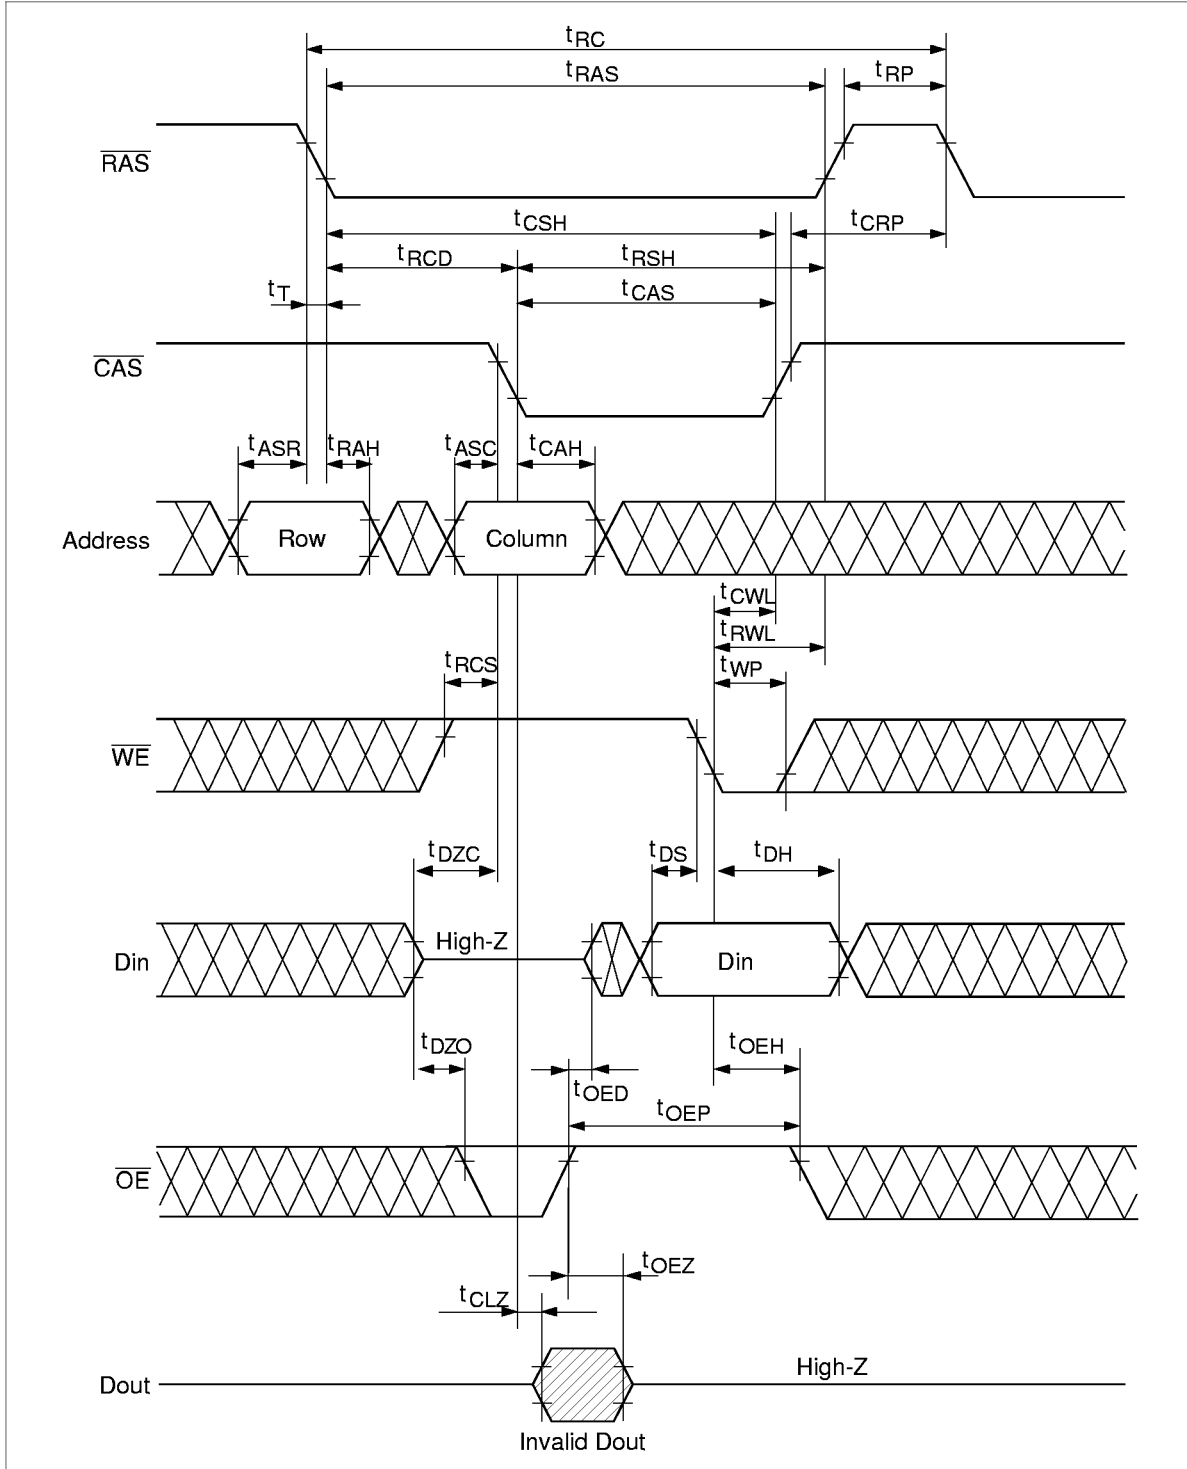 tRC
tRAS
tRP
RAS
tCSH
tCRP
tRCD
tRSH
tT
tCAS
CAS
tASR
tRAH
tASC
tCAH
Address
Row
Column
tCWL
tRWL
tRCS
tWP
WE
tDZC
tDS
tDH
High-Z
Din
Din
tDZO
tOEH
tOED
tOEP
OE
tOEZ
tCLZ
High-Z
Dout
Invalid Dout